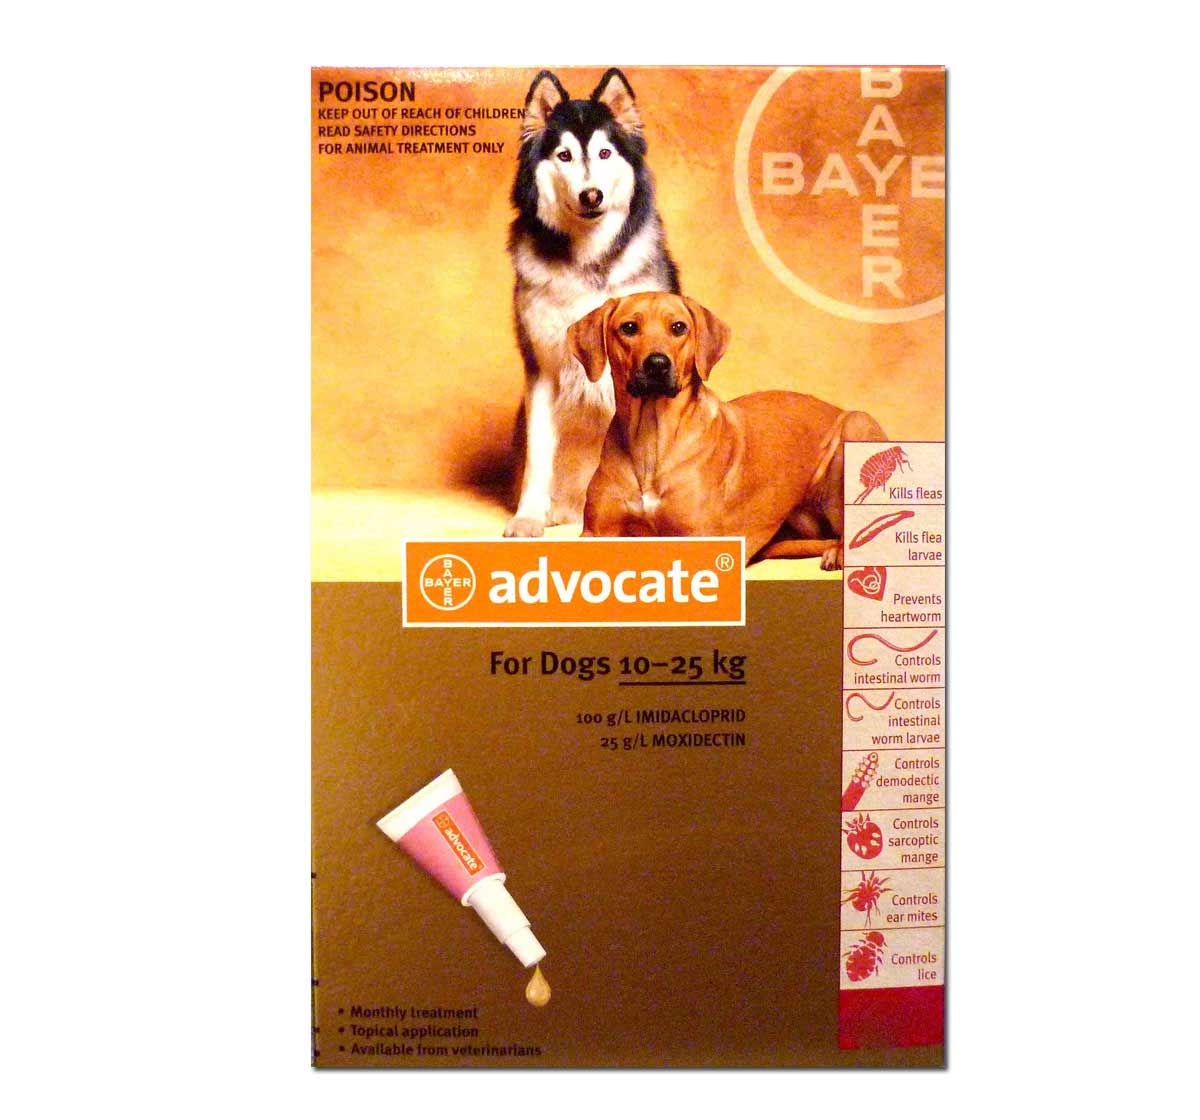 POISON
KEEP OUT OF REACH OF CHILDREN
READ SAFETY DIRECTIONS
FOR ANIMAL TREATMENT ONLY
BAYER
BAYER
Kills fleas
Kills flea
larvae
Prevents
heartworm
Controls
intestinal worm
Controls
intestinal
worm larvae
Controls
demodectic
mange
Controls
sarcoptic
mange
Controls
ear mites
Controls
lice
BAYER
BAYER
advocate®
For Dogs 10–25 kg
100 g/L IMIDACLOPRID
25 g/L MOXIDECTIN
advocate
• Monthly treatment
• Topical application
• Available from veterinarians